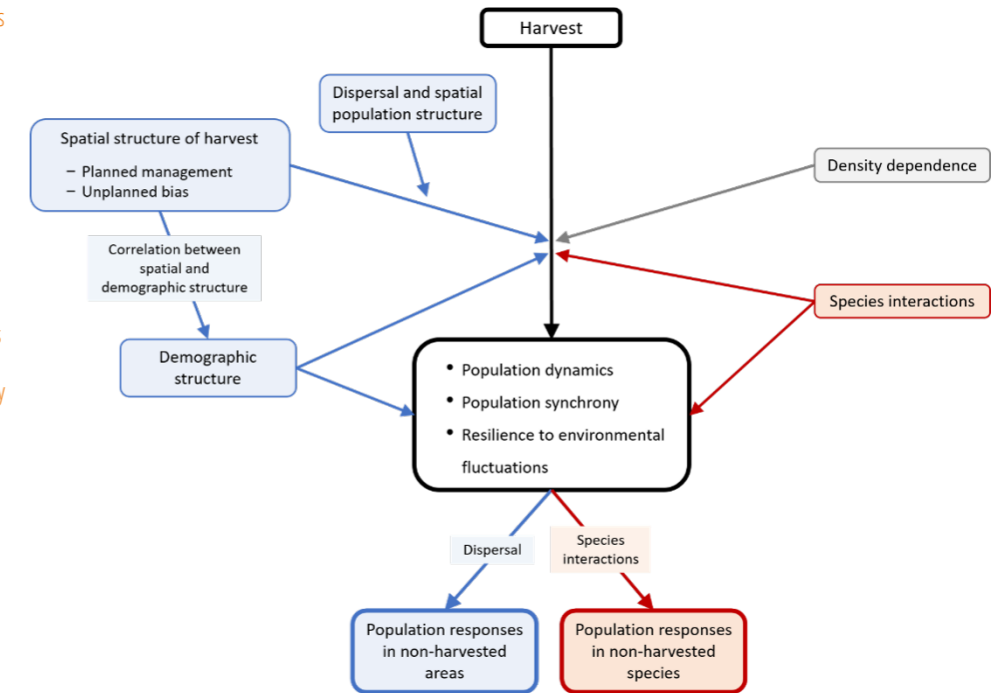 s
Harvest
Dispersal and spatial
population structure
Spatial structure of harvest
– Planned management
– Unplanned bias
Density dependence
Correlation between
spatial and
demographic structure
Species interactions
s
Demographic
structure
y
• Population dynamics
• Population synchrony
• Resilience to environmental
fluctuations
Dispersal
Species
interactions
Population responses
in non-harvested
areas
Population responses
in non-harvested
species